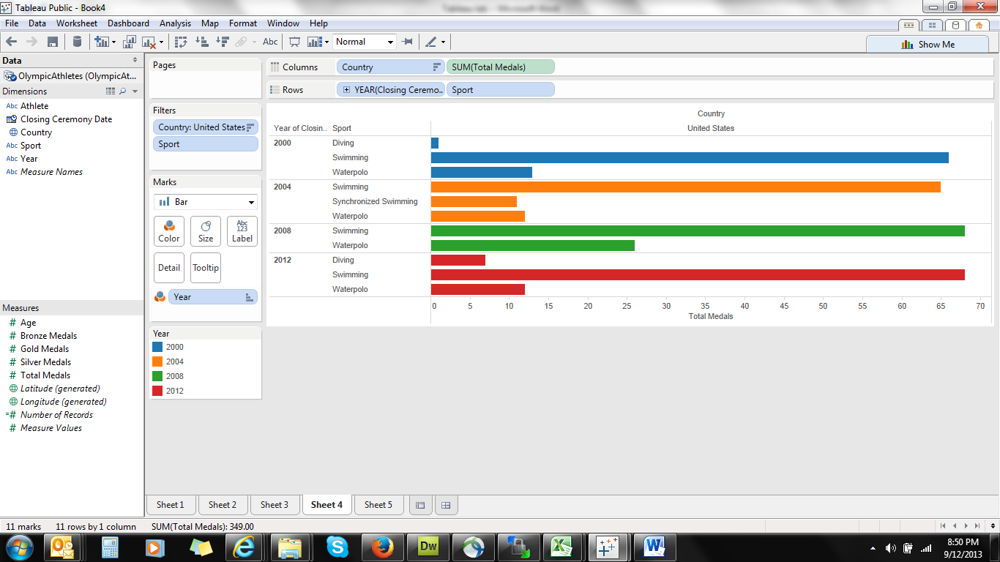 Tableau Public - Book4
File Data Worksheet Dashboard Analysis Map Format Window Help
Abc Normal Show Me
Data
OlympicAthletes (OlympicAt...
Dimensions
Abc Athlete
Closing Ceremony Date
Country
Abc Sport
Abc Year
Abc Measure Names
Measures
# Age
# Bronze Medals
# Gold Medals
# Silver Medals
# Total Medals
Latitude (generated)
Longitude (generated)
=# Number of Records
# Measure Values
Pages
Filters
Country: United States
Sport
Marks
Bar
Color Size Abc 123 Label
Detail Tooltip
Year
Year
2000
2004
2008
2012
Columns Country SUM(Total Medals)
Rows YEAR(Closing Ceremo.. Sport
Country
Year of Closin.. Sport United States
2000 Diving
Swimming
Waterpolo
2004 Swimming
Synchronized Swimming
Waterpolo
2008 Swimming
Waterpolo
2012 Diving
Swimming
Waterpolo
0 5 10 15 20 25 30 35 40 45 50 55 60 65 70
Total Medals
Sheet 1 Sheet 2 Sheet 3 Sheet 4 Sheet 5
11 marks 11 rows by 1 column SUM(Total Medals): 349.00
Dw
8:50 PM
9/12/2013